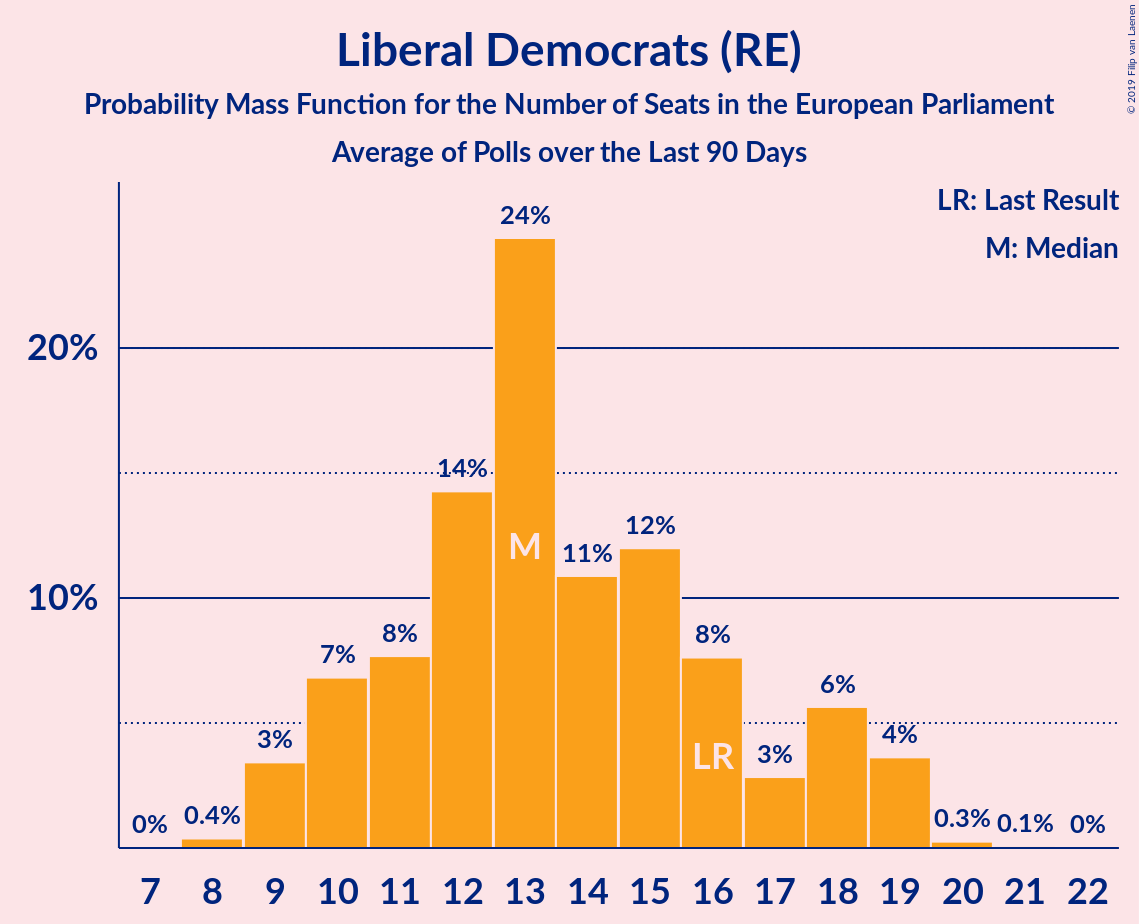 Liberal Democrats (RE)
Probability Mass Function for the Number of Seats in the European Parliament
Average of Polls over the Last 90 Days
© 2019 Filip van Laenen
LR: Last Result
M: Median
20%
10%
0%
0.4%
3%
7%
8%
14%
24%
11%
12%
8%
3%
6%
4%
0.3%
0.1%
0%
M
LR
7 8 9 10 11 12 13 14 15 16 17 18 19 20 21 22